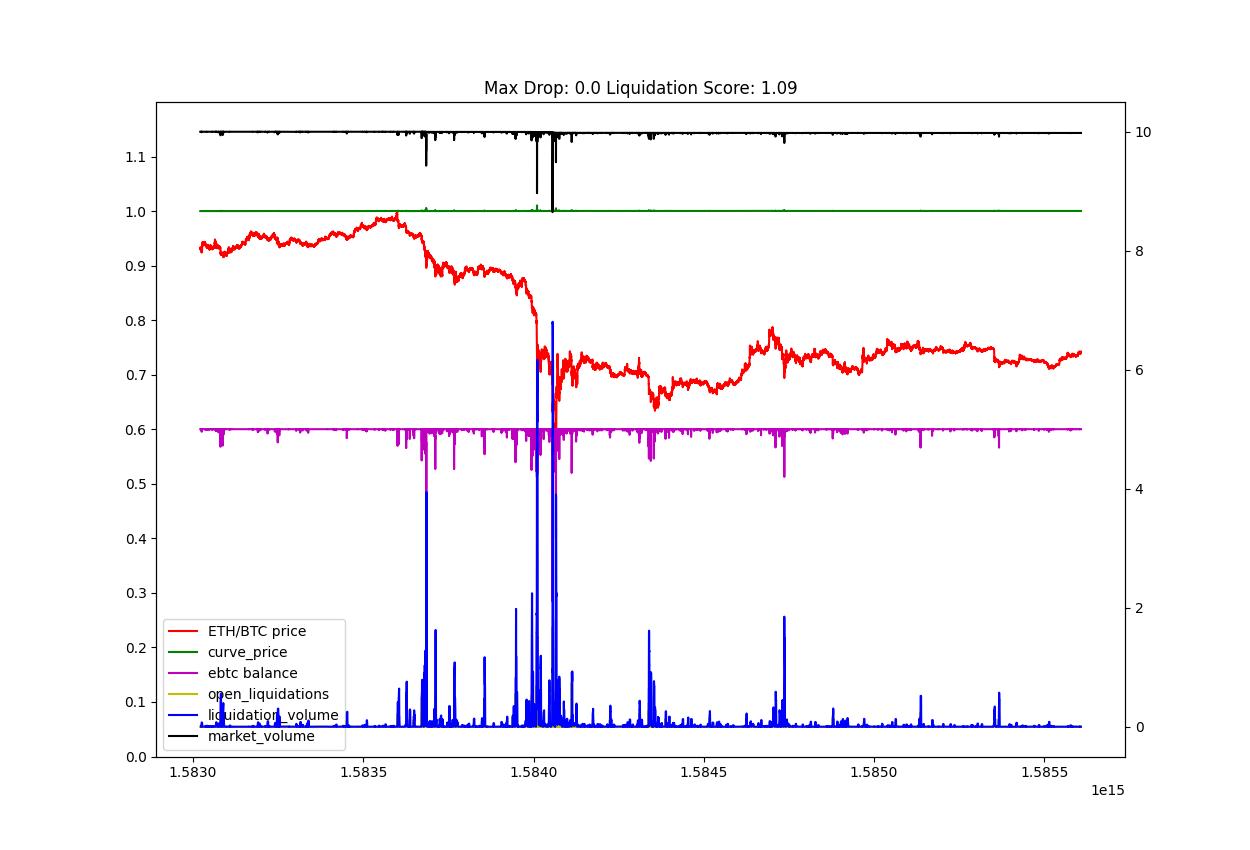 Max Drop: 0.0 Liquidation Score: 1.09
1.1
1.0
0.9
0.8
0.7
0.6
0.5
0.4
0.3
0.2
0.1
0.0
10
8
6
4
2
0
ETH/BTC price
curve_price
ebtc balance
open_liquidations
liquidation_volume
market_volume
1.5830 1.5835 1.5840 1.5845 1.5850 1.5855
1e15